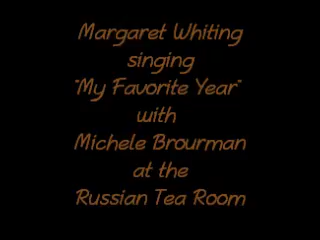 Margaret Whiting
singing
"My Favorite Year"
with
Michele Brourman
at the
Russian Tea Room